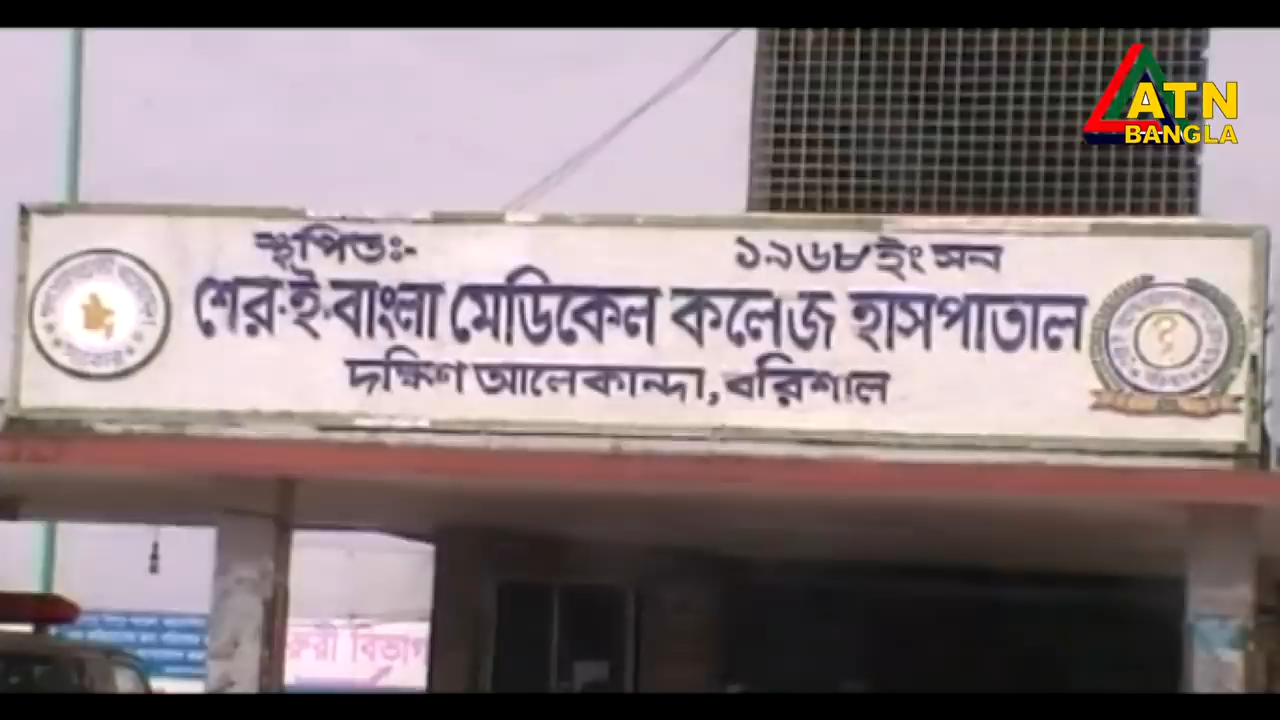 ATN
BANGLA
স্থাপিতঃ- ১৯৬৮ইং সন
শের-ই-বাংলা মেডিকেল কলেজ হাসপাতাল
দক্ষিণ আলেকান্দা, বরিশাল
বিভাগ